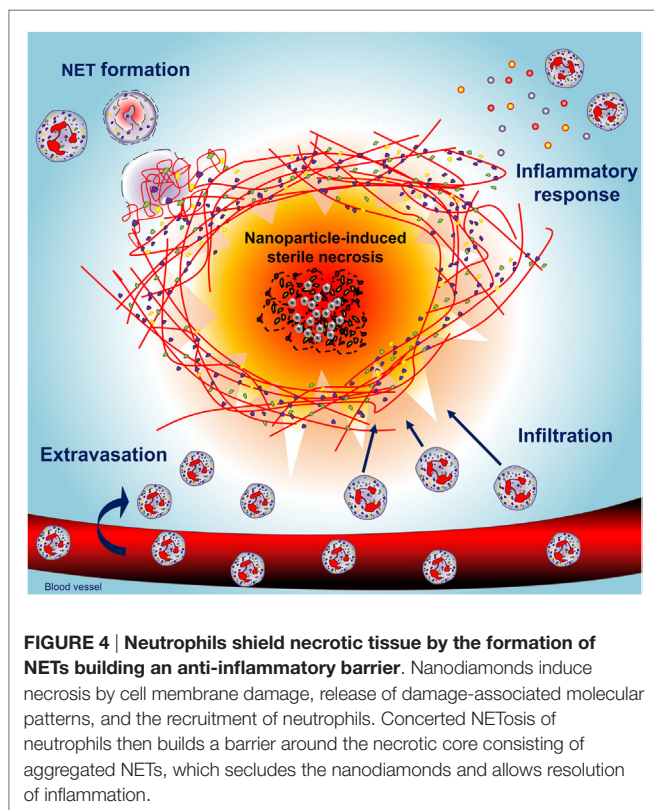 NET formation
Inflammatory
response
Nanoparticle-induced
sterile necrosis
Extravasation
Infiltration
Blood vessel
FIGURE 4 | Neutrophils shield necrotic tissue by the formation of
NETs building an anti-inflammatory barrier. Nanodiamonds induce
necrosis by cell membrane damage, release of damage-associated molecular
patterns, and the recruitment of neutrophils. Concerted NETosis of
neutrophils then builds a barrier around the necrotic core consisting of
aggregated NETs, which secludes the nanodiamonds and allows resolution
of inflammation.